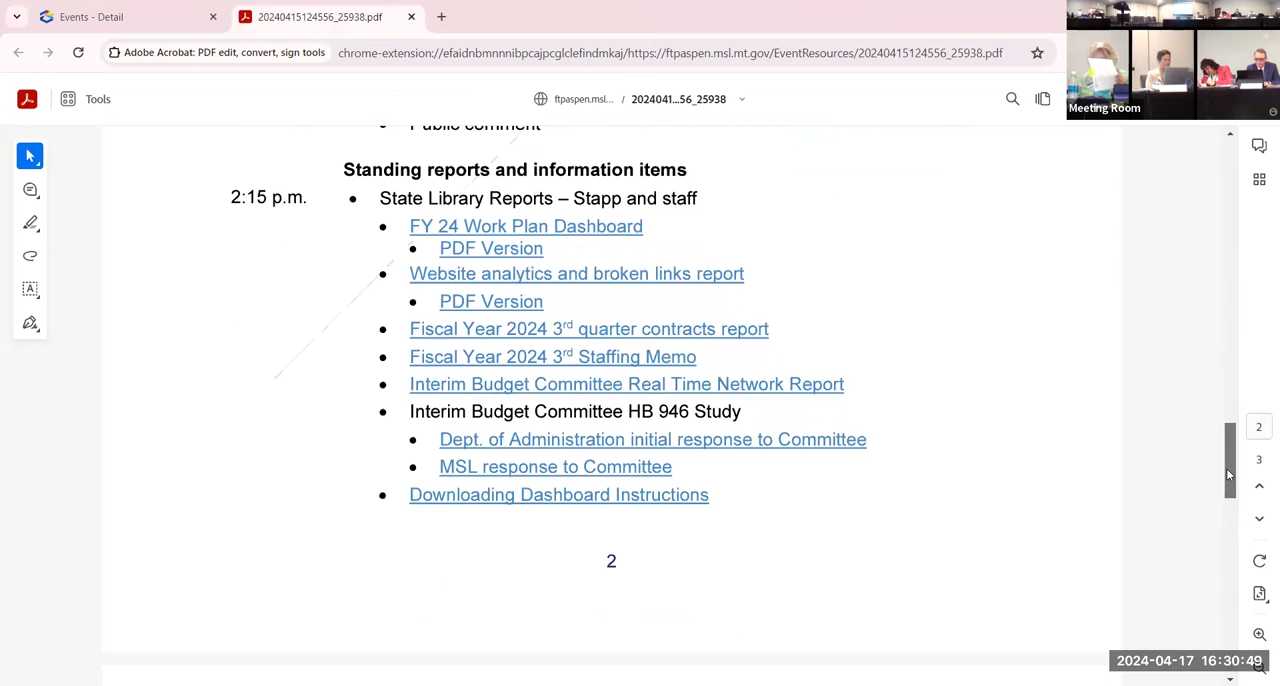 Events - Detail
20240415124556_25938.pdf
Adobe Acrobat: PDF edit, convert, sign tools
chrome-extension://efaidnbmnnnibpcajpcglclefindmkaj/https://ftpaspen.msl.mt.gov/EventResources/20240415124556_25938.pdf
Tools
ftpaspen.msl... / 2024041...56_25938
Meeting Room
Public comment
Standing reports and information items
2:15 p.m.
• State Library Reports – Stapp and staff
• FY 24 Work Plan Dashboard
• PDF Version
• Website analytics and broken links report
• PDF Version
• Fiscal Year 2024 3rd quarter contracts report
• Fiscal Year 2024 3rd Staffing Memo
• Interim Budget Committee Real Time Network Report
• Interim Budget Committee HB 946 Study
• Dept. of Administration initial response to Committee
• MSL response to Committee
• Downloading Dashboard Instructions
2
2
3
2024-04-17 16:30:49